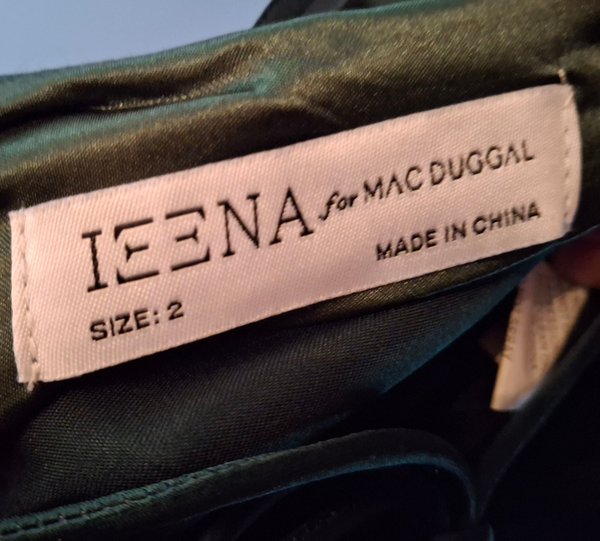 IEENA for MAC DUGGAL
SIZE: 2
MADE IN CHINA